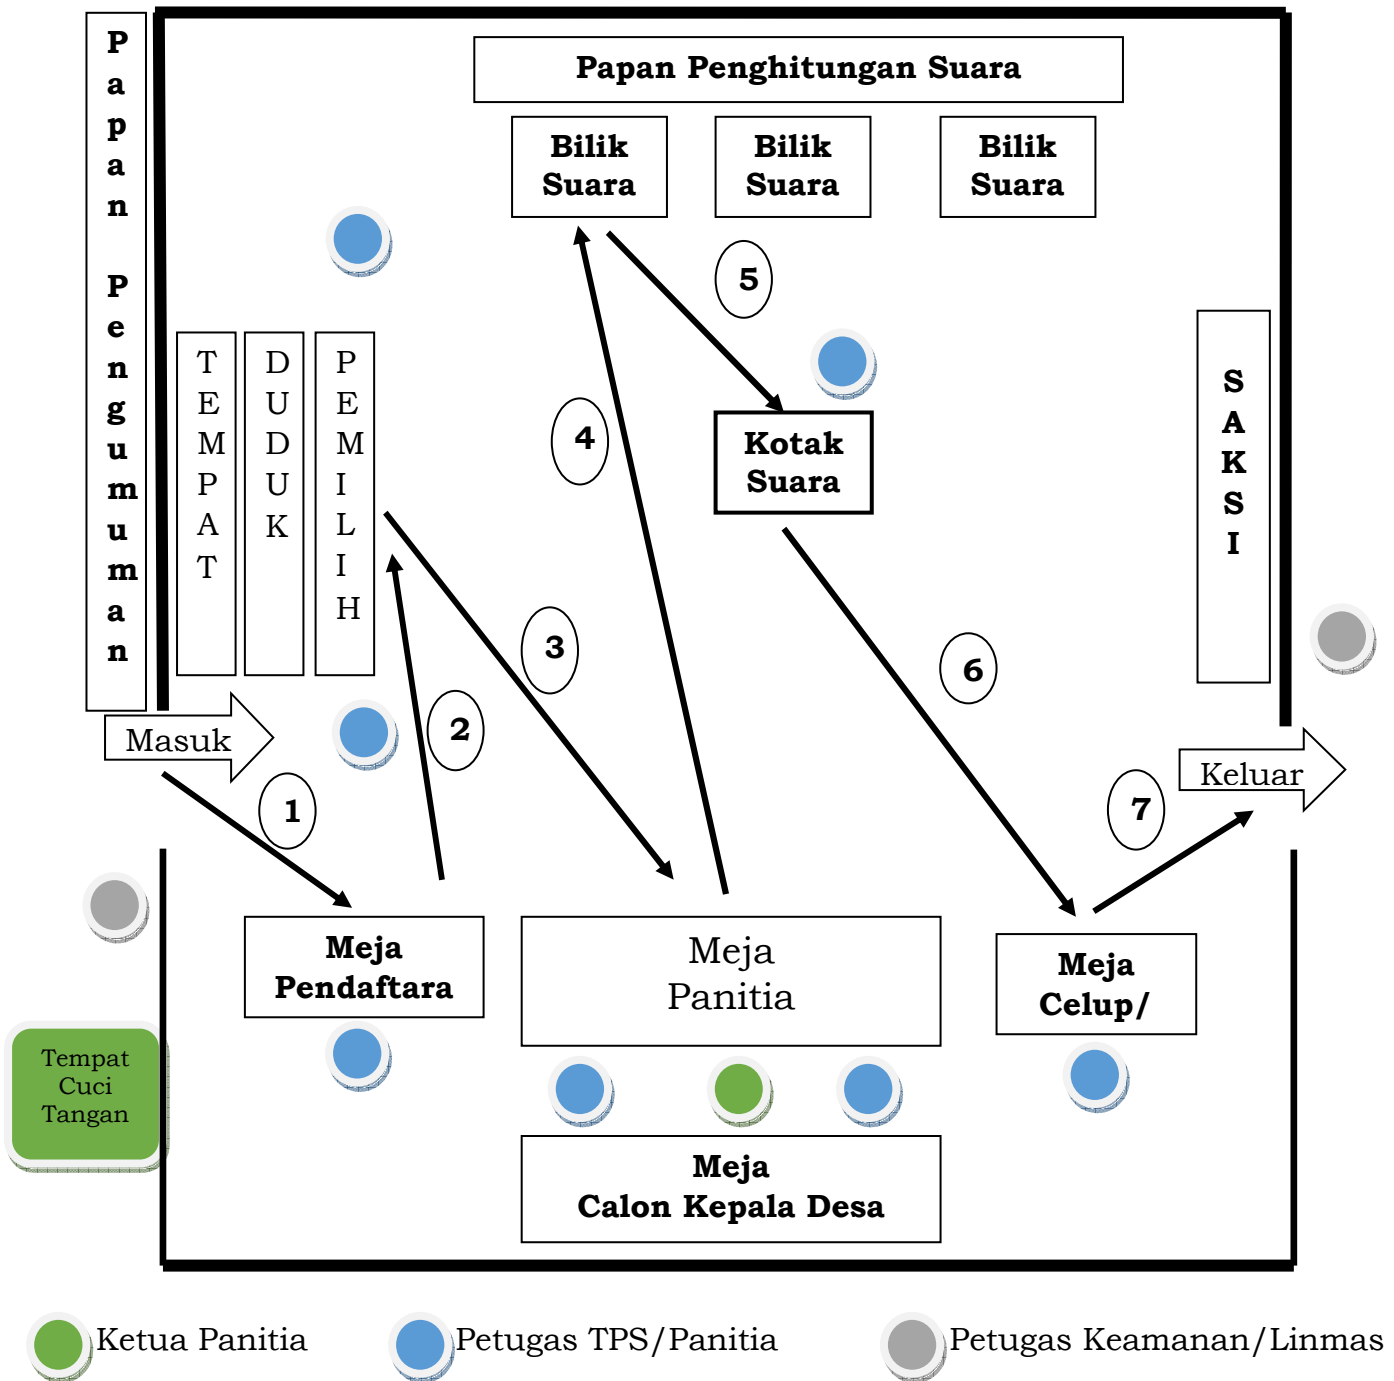 Papan Pengumuman
Papan Penghitungan Suara
Bilik
Suara
Bilik
Suara
Bilik
Suara
5
TEMPAT
DUDUK
PEMILIH
4
Kotak
Suara
SAKSI
3
6
2
Masuk
1
7
Keluar
Meja
Pendaftara
Meja
Panitia
Meja
Celup/
Tempat
Cuci
Tangan
Meja
Calon Kepala Desa
Ketua Panitia
Petugas TPS/Panitia
Petugas Keamanan/Linmas